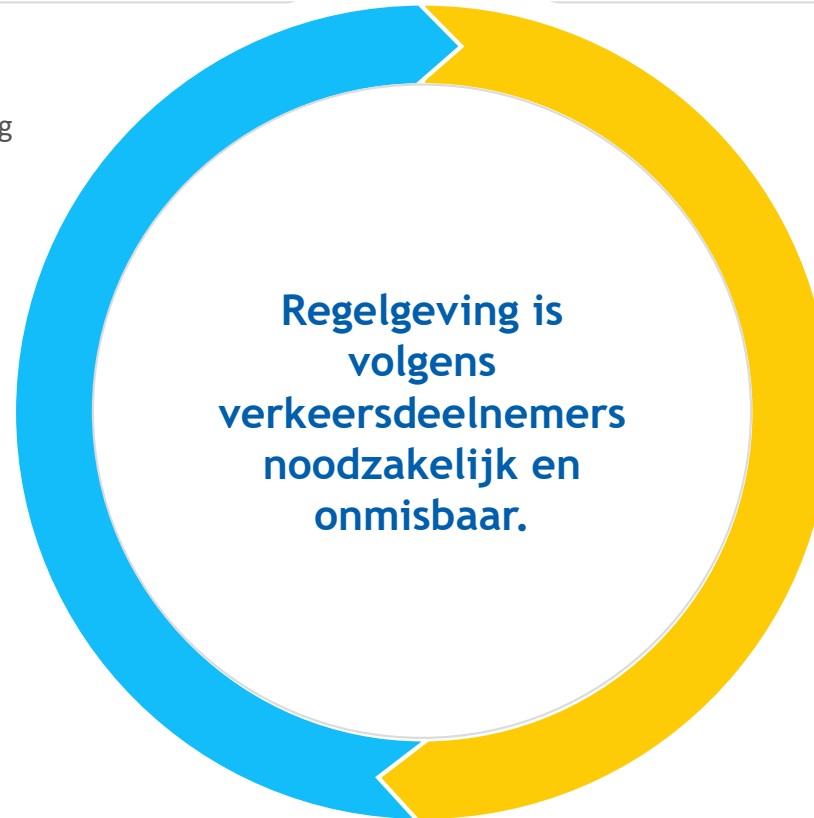 g
Regelgeving is
volgens
verkeersdeelnemers
noodzakelijk en
onmisbaar.